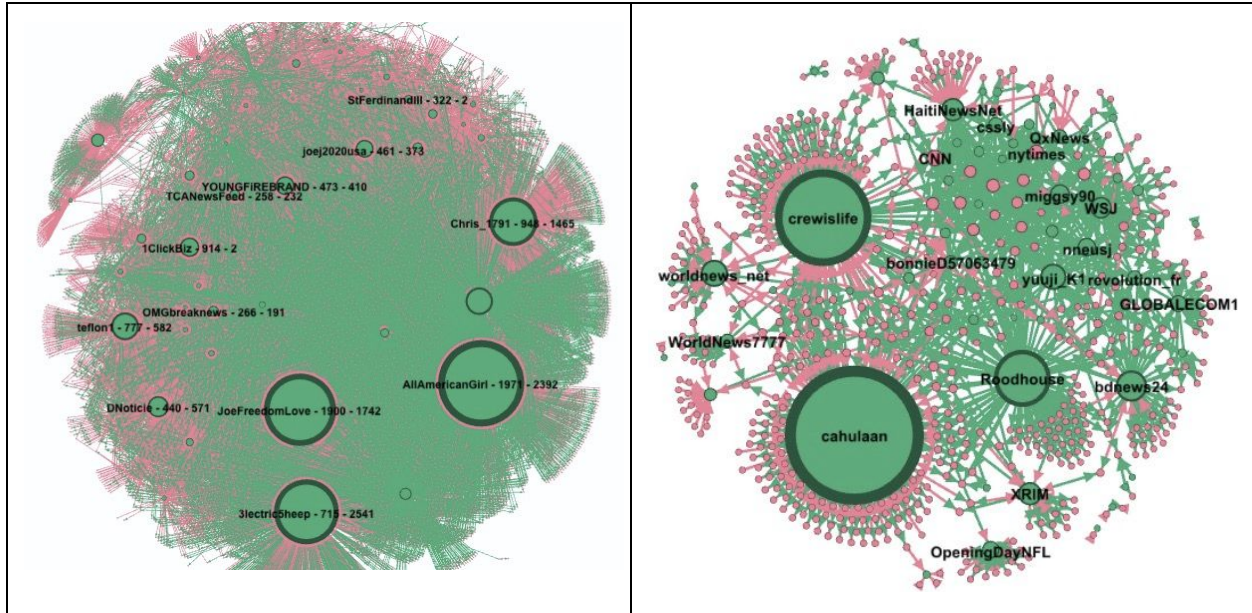 StFerdinandIII - 322 - 2
joej2020usa - 461 - 373
YOUNGFIREBRAND - 473 - 410
TCANewsFeed - 258 - 232
Chris_1791 - 948 - 1465
1ClickBiz - 914 - 2
OMGbreaknews - 266 - 191
teflon1 - 777 - 582
AllAmericanGirl - 1971 - 2392
DNoticie - 440 - 571
JoeFreedomLove - 1900 - 1742
3lectric5heep - 715 - 2541
HaitiNewsNet
cssly
QxNews
nytimes
CNN
miggsy90
WSJ
crewislife
nneusj
bonnieD57063479
worldnews_net
yuuji_K1
revolution_fr
GLOBALECOM1
WorldNews7777
Roodhouse
bdnews24
cahulaan
XRIM
OpeningDayNFL